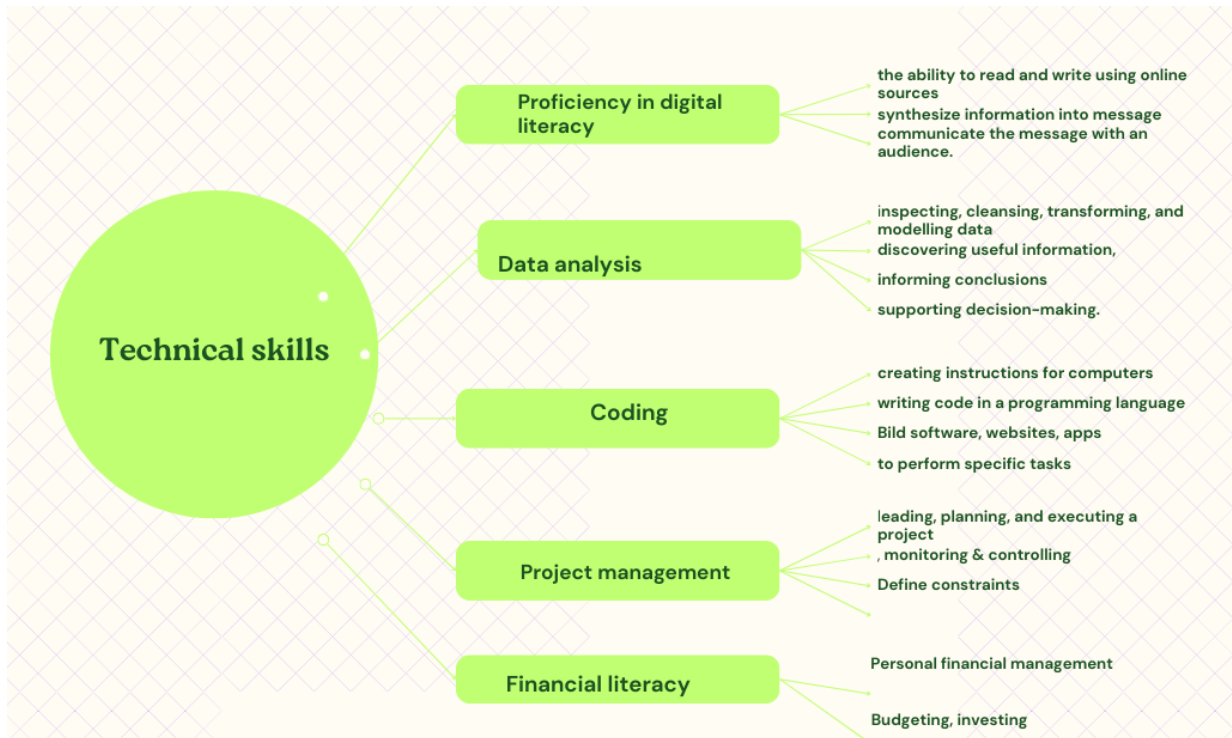 Technical skills
Proficiency in digital
literacy
the ability to read and write using online
sources
synthesize information into message
communicate the message with an
audience.
Data analysis
inspecting, cleansing, transforming, and
modelling data
discovering useful information,
informing conclusions
supporting decision-making.
Coding
creating instructions for computers
writing code in a programming language
Bild software, websites, apps
to perform specific tasks
Project management
leading, planning, and executing a
project
, monitoring & controlling
Define constraints
Financial literacy
Personal financial management
Budgeting, investing